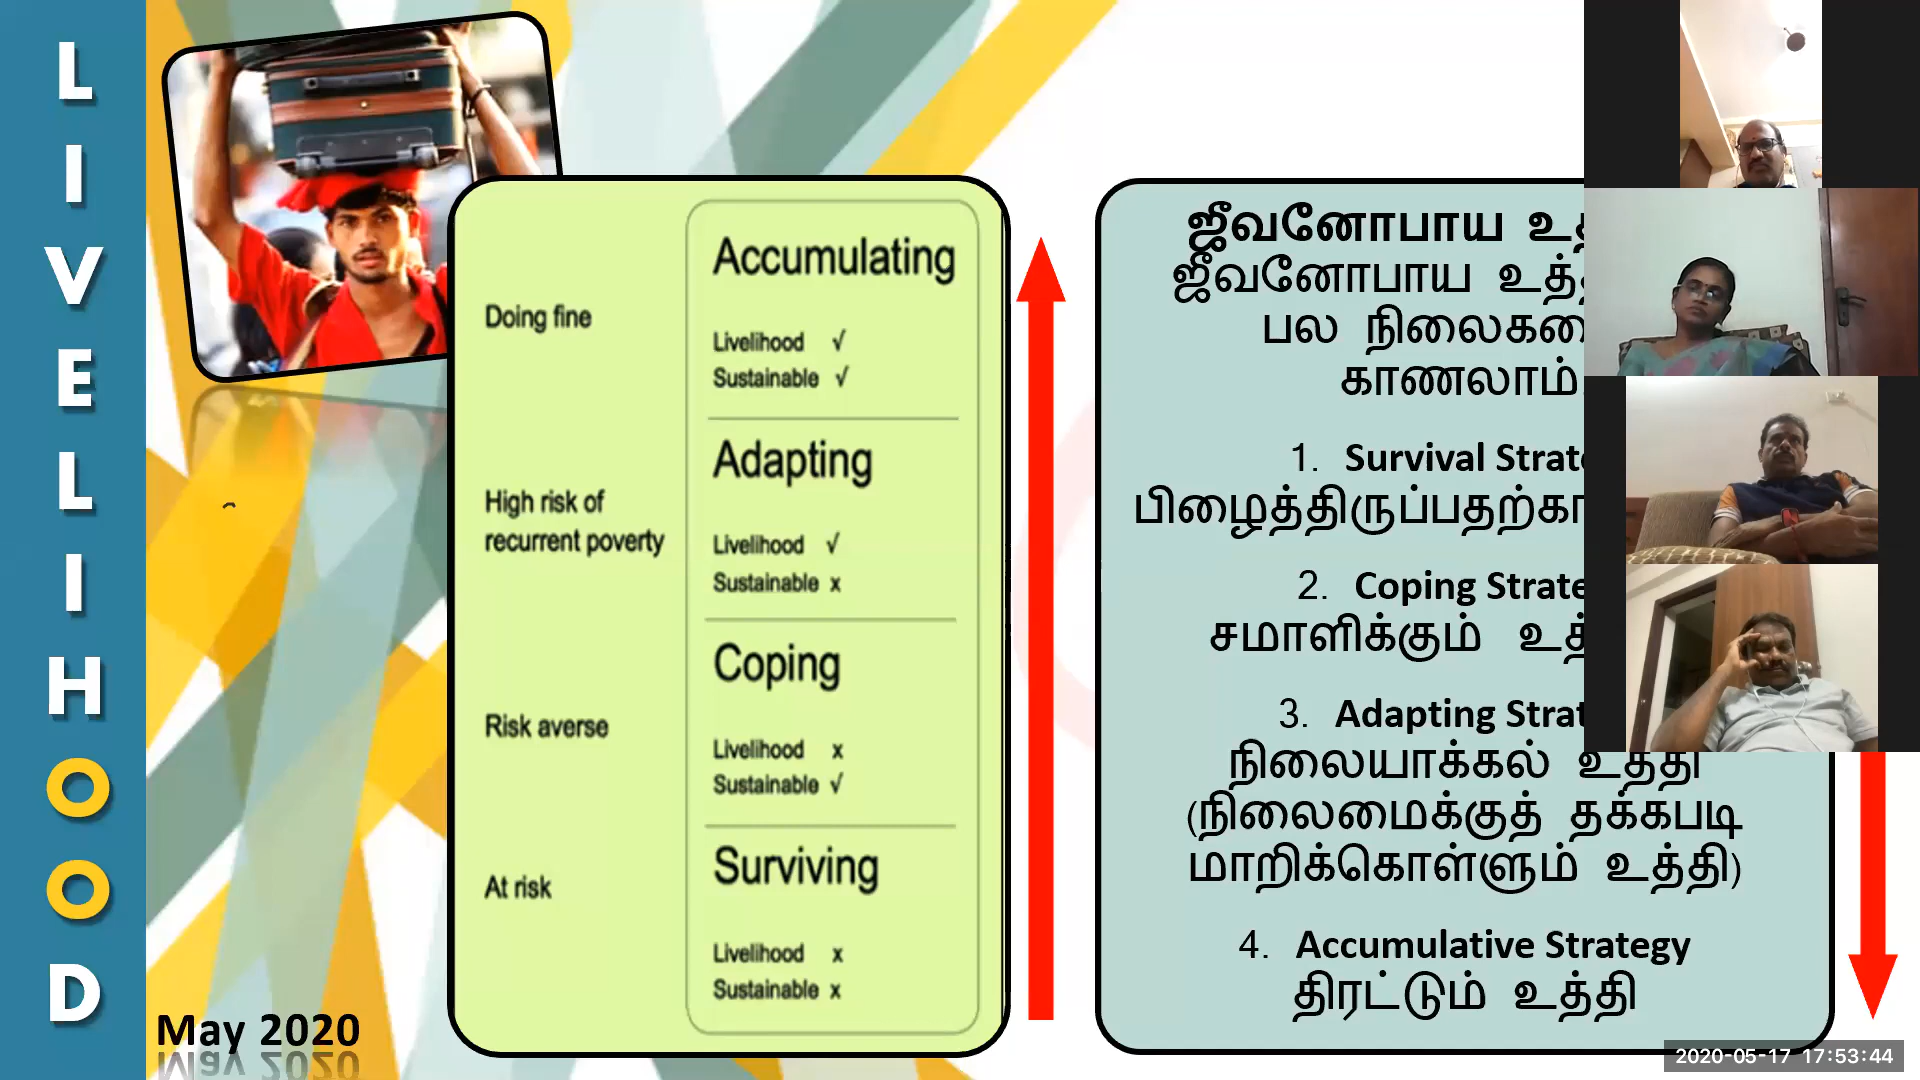 LIVELIHOOD
Doing fine
Accumulating
Livelihood √
Sustainable √
High risk of
recurrent poverty
Adapting
Livelihood √
Sustainable x
Risk averse
Coping
Livelihood x
Sustainable √
At risk
Surviving
Livelihood x
Sustainable x
ஜீவனோபாய
ஜீவனோபாய
பல
காணலாம்
1. Survival
2. Coping
சமாளிக்கும்
3. Adapting
நிலையாக்கல் உத்தி
(நிலைமைக்குத் தக்கபடி
மாறிக்கொள்ளும் உத்தி)
4. Accumulative Strategy
திரட்டும் உத்தி
May 2020
2020-05-17 17:53:44